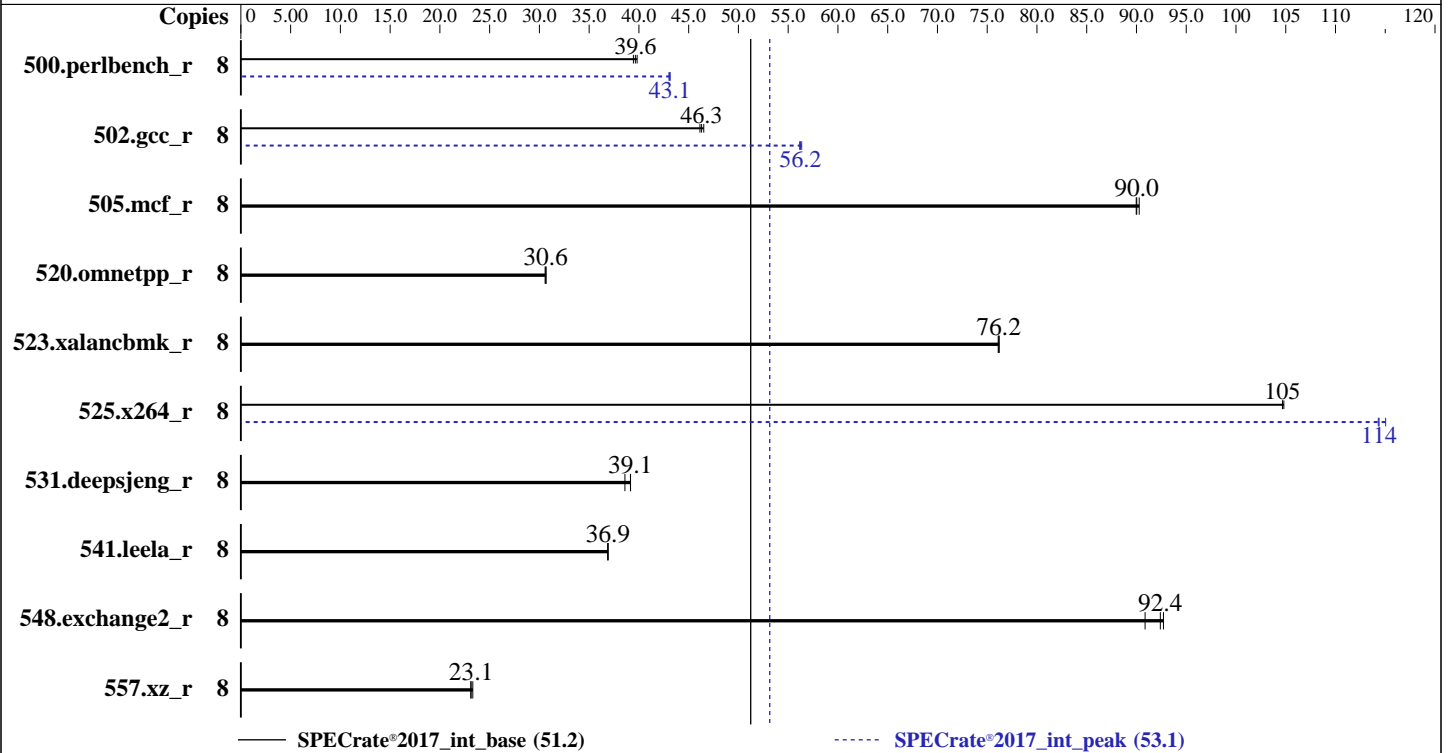 Copies 0 5.00 10.0 15.0 20.0 25.0 30.0 35.0 40.0 45.0 50.0 55.0 60.0 65.0 70.0 75.0 80.0 85.0 90.0 95.0 100 105 110 120
39.6
500.perlbench_r 8
43.1
46.3
502.gcc_r 8
56.2
90.0
505.mcf_r 8
30.6
520.omnetpp_r 8
76.2
523.xalancbmk_r 8
105
525.x264_r 8
114
39.1
531.deepsjeng_r 8
36.9
541.leela_r 8
92.4
548.exchange2_r 8
23.1
557.xz_r 8
SPECrate®2017_int_base (51.2) SPECrate®2017_int_peak (53.1)